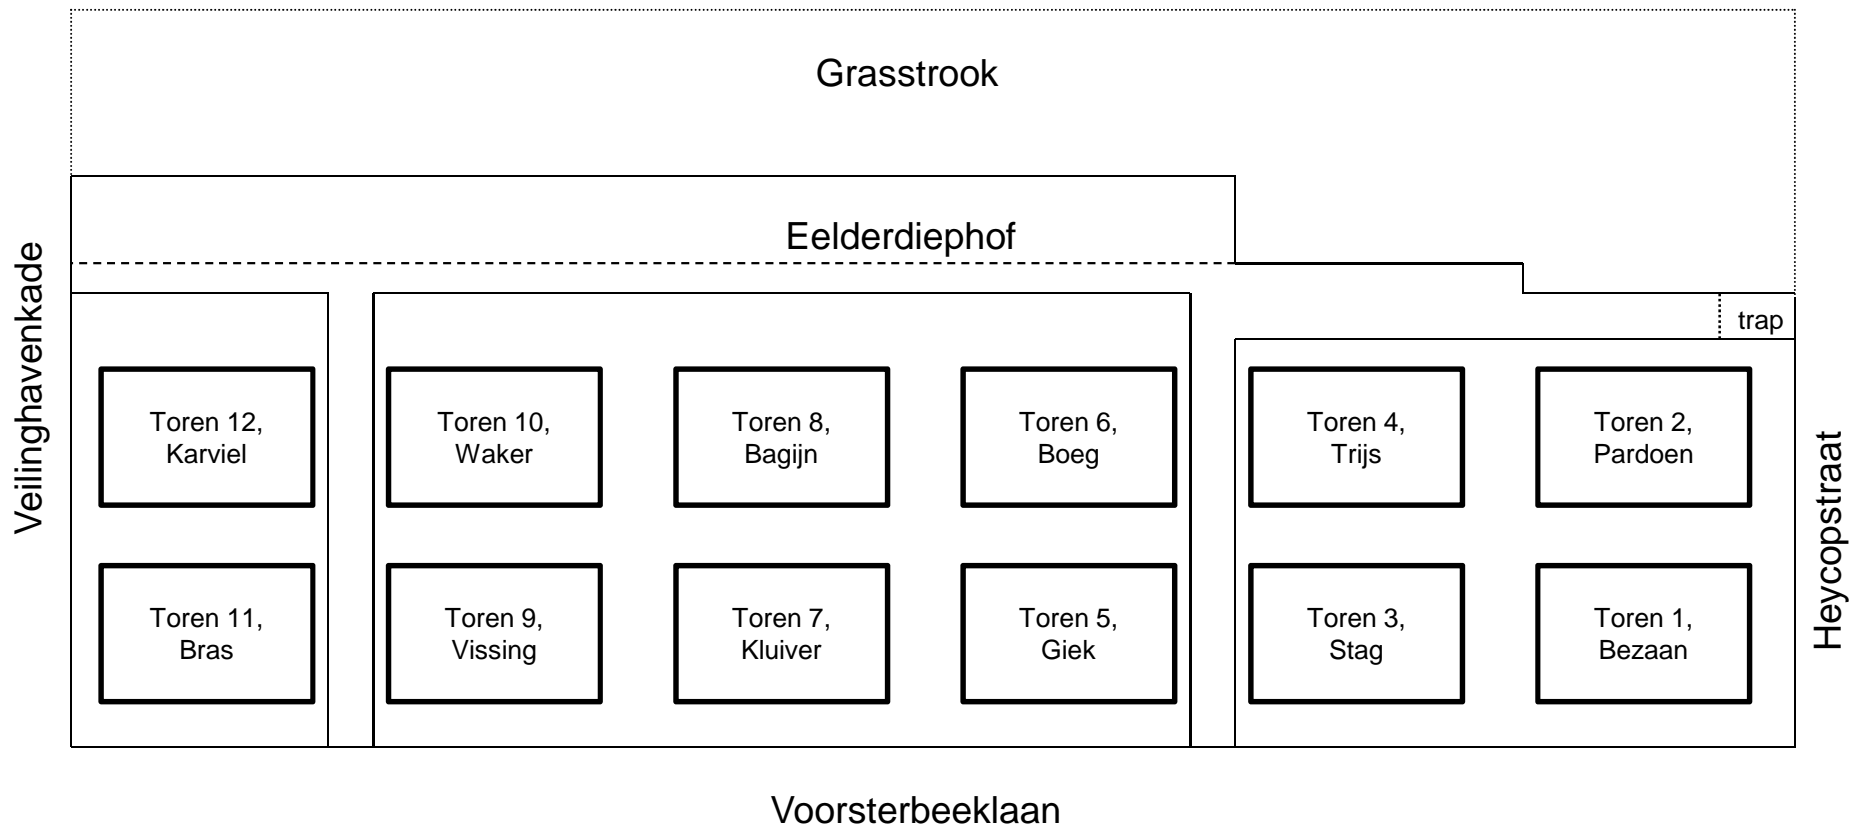 Grasstrook
Eelderdiephof
Veilinghavenkade
trap
Toren 12,
Karviel
Toren 10,
Waker
Toren 8,
Bagijn
Toren 6,
Boeg
Toren 4,
Trijs
Toren 2,
Pardoen
Heycopstraat
Toren 11,
Bras
Toren 9,
Vissing
Toren 7,
Kluiver
Toren 5,
Giek
Toren 3,
Stag
Toren 1,
Bezaan
Voorsterbeeklaan